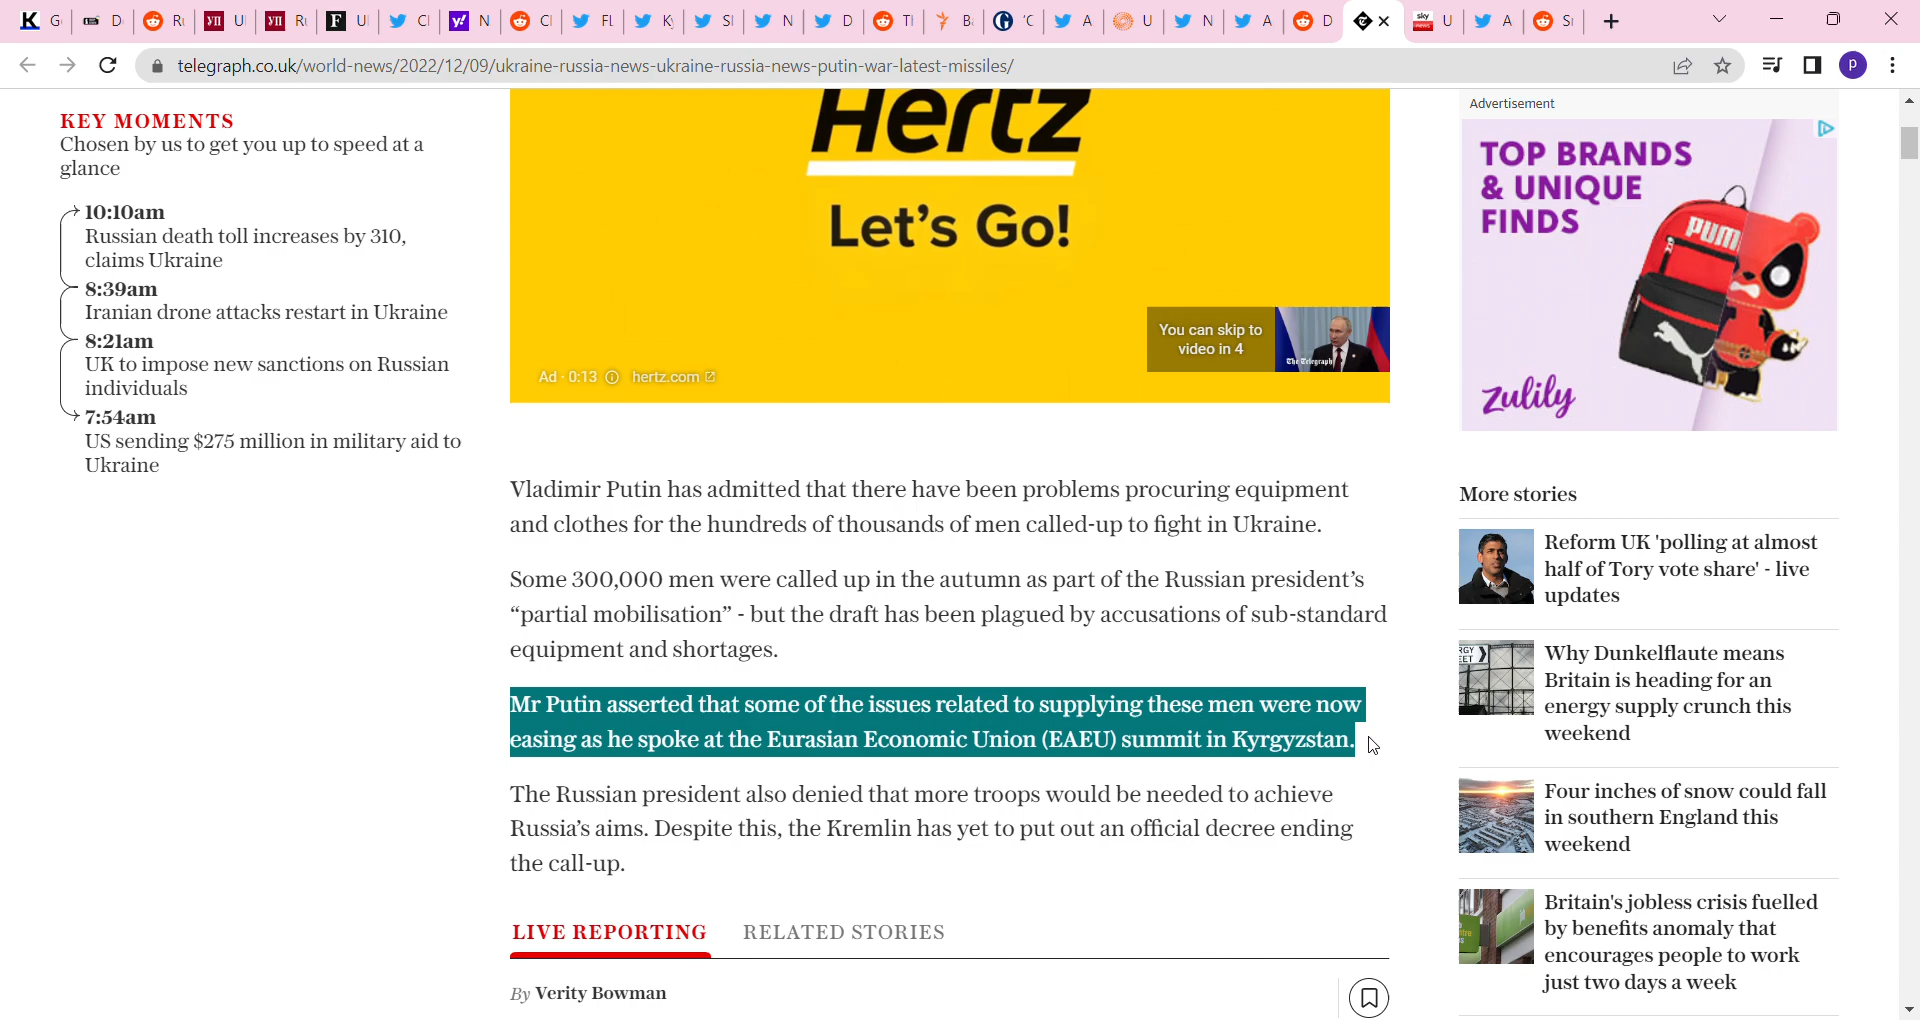 G
D
R
УП
U
УП
R
F
U
C
N
C
FL
K
S
N
D
T
B
'C
A
U
N
A
D
sky
news
U
A
S
telegraph.co.uk/world-news/2022/12/09/ukraine-russia-news-ukraine-russia-news-putin-war-latest-missiles/
P
KEY MOMENTS
Chosen by us to get you up to speed at a
glance
10:10am
Russian death toll increases by 310,
claims Ukraine
8:39am
Iranian drone attacks restart in Ukraine
8:21am
UK to impose new sanctions on Russian
individuals
7:54am
US sending $275 million in military aid to
Ukraine
Hertz
Let's Go!
You can skip to
video in 4
The Telegraph
Ad · 0:13
hertz.com
Vladimir Putin has admitted that there have been problems procuring equipment
and clothes for the hundreds of thousands of men called-up to fight in Ukraine.
Some 300,000 men were called up in the autumn as part of the Russian president’s
“partial mobilisation” - but the draft has been plagued by accusations of sub-standard
equipment and shortages.
Mr Putin asserted that some of the issues related to supplying these men were now
easing as he spoke at the Eurasian Economic Union (EAEU) summit in Kyrgyzstan.
The Russian president also denied that more troops would be needed to achieve
Russia’s aims. Despite this, the Kremlin has yet to put out an official decree ending
the call-up.
LIVE REPORTING
RELATED STORIES
By Verity Bowman
Advertisement
TOP BRANDS
& UNIQUE
FINDS
PUM
zulily
More stories
Reform UK 'polling at almost
half of Tory vote share' - live
updates
Why Dunkelflaute means
Britain is heading for an
energy supply crunch this
weekend
Four inches of snow could fall
in southern England this
weekend
Britain's jobless crisis fuelled
by benefits anomaly that
encourages people to work
just two days a week